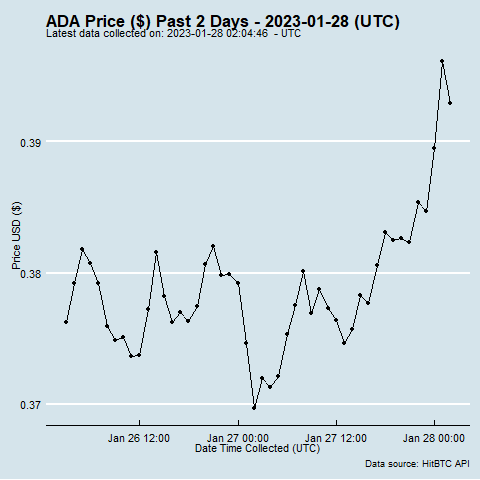 ADA Price ($) Past 2 Days - 2023-01-28 (UTC)
Latest data collected on: 2023-01-28 02:04:46 - UTC
0.39
0.38
0.37
Price USD ($)
Jan 26 12:00
Jan 27 00:00
Jan 27 12:00
Jan 28 00:00
Date Time Collected (UTC)
Data source: HitBTC API